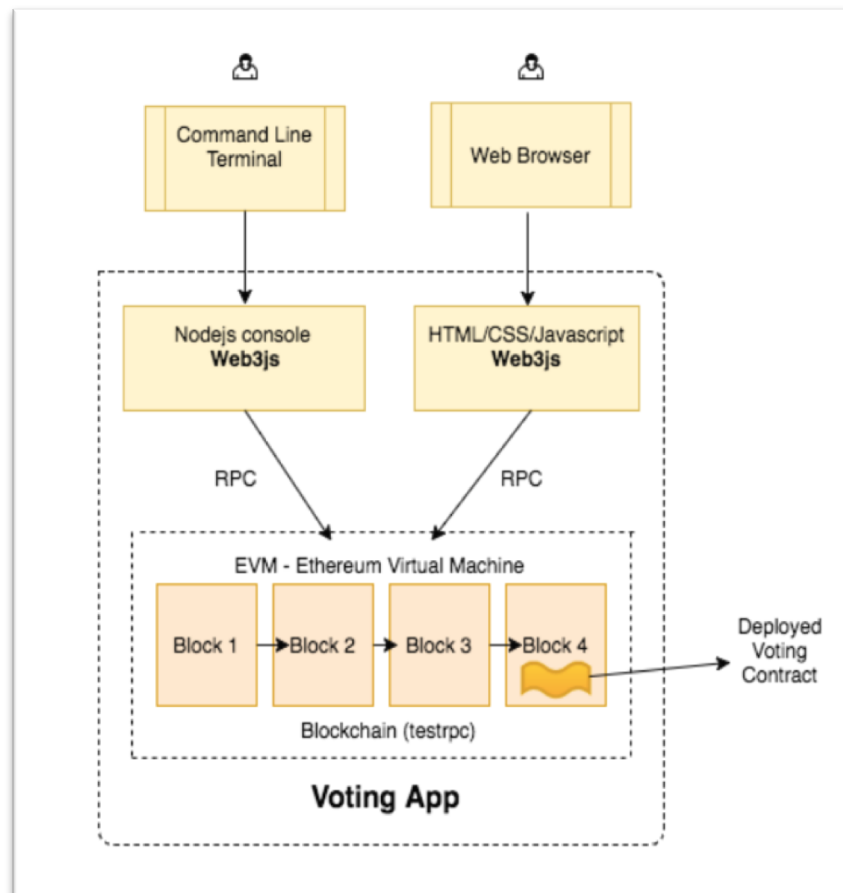 Command Line
Terminal
Web Browser
Nodejs console
Web3js
HTML/CSS/Javascript
Web3js
RPC
RPC
EVM - Ethereum Virtual Machine
Block 1
Block 2
Block 3
Block 4
Deployed
Voting
Contract
Blockchain (testrpc)
Voting App